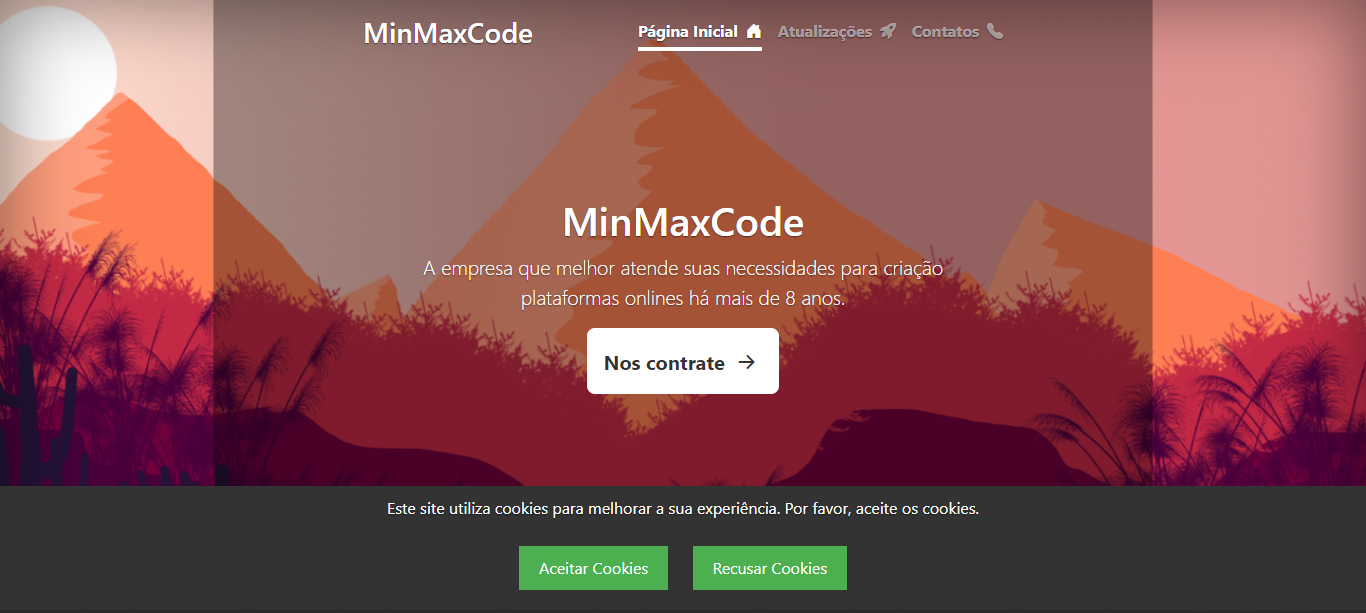 MinMaxCode
Página Inicial
Atualizações
Contatos
MinMaxCode
A empresa que melhor atende suas necessidades para criação
plataformas onlines há mais de 8 anos.
Nos contrate
Este site utiliza cookies para melhorar a sua experiência. Por favor, aceite os cookies.
Aceitar Cookies
Recusar Cookies